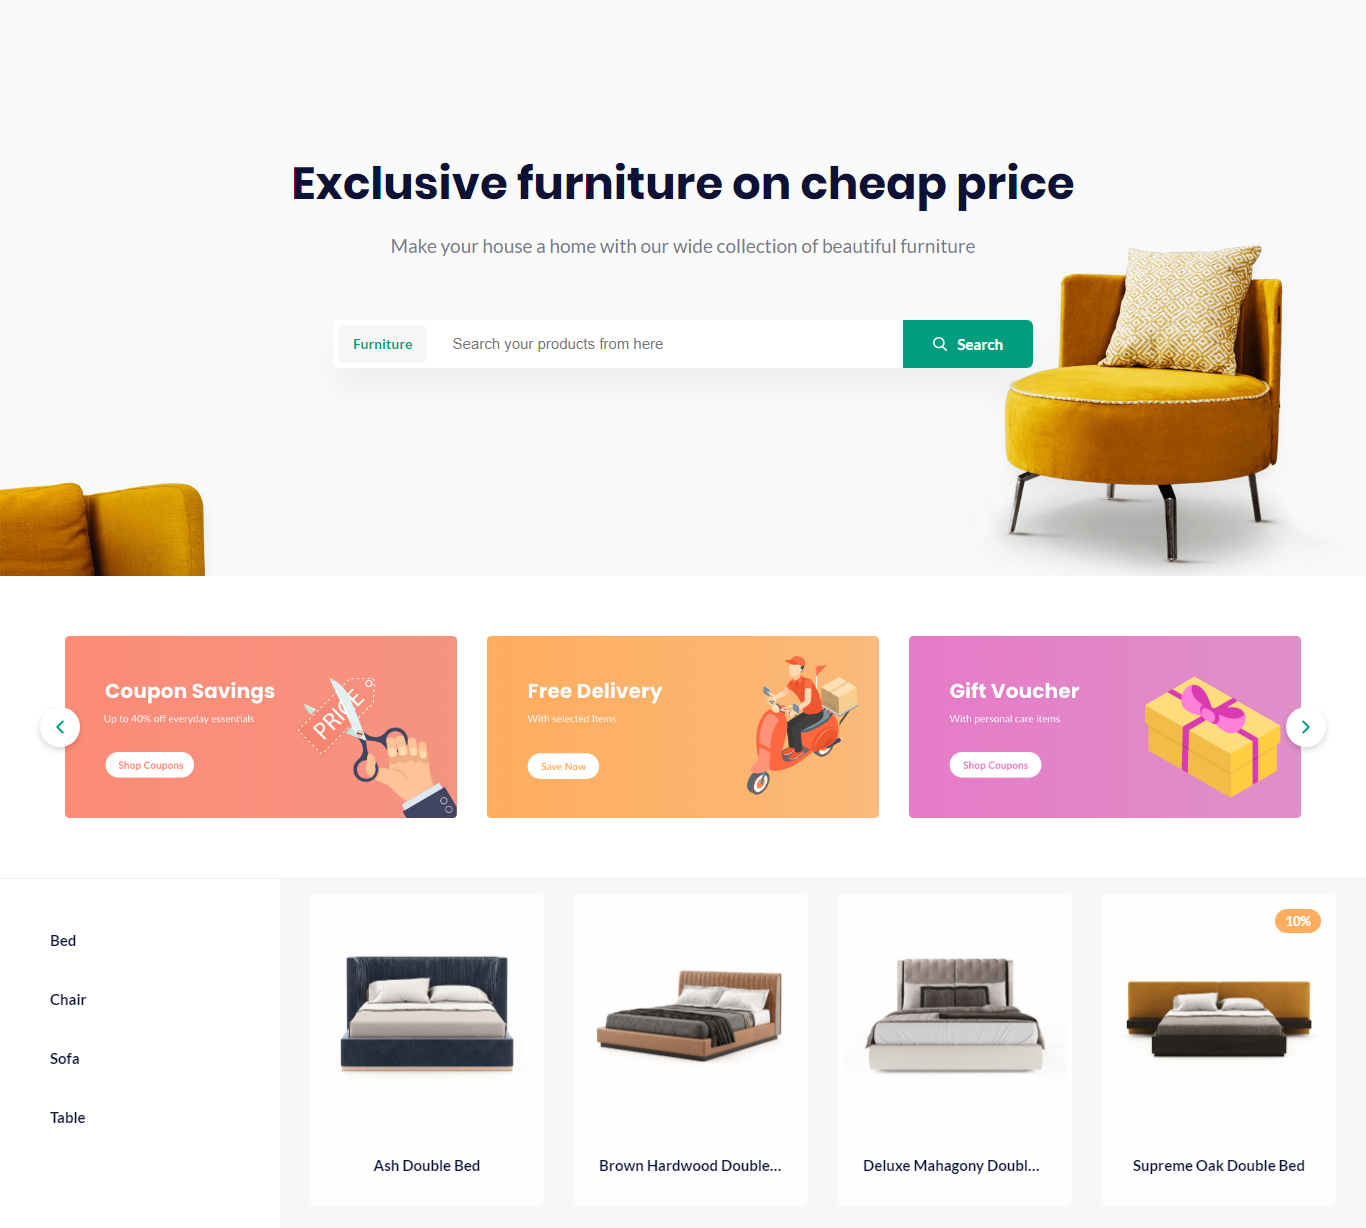 Exclusive furniture on cheap price
Make your house a home with our wide collection of beautiful furniture
Furniture
Search your products from here
Search
Coupon Savings
Up to 40% off everyday essentials
Shop Coupons
PRICE
Free Delivery
With selected Items
Save Now
Gift Voucher
With personal care items
Shop Coupons
Bed
Chair
Sofa
Table
10%
Ash Double Bed
Brown Hardwood Double...
Deluxe Mahagony Doubl...
Supreme Oak Double Bed